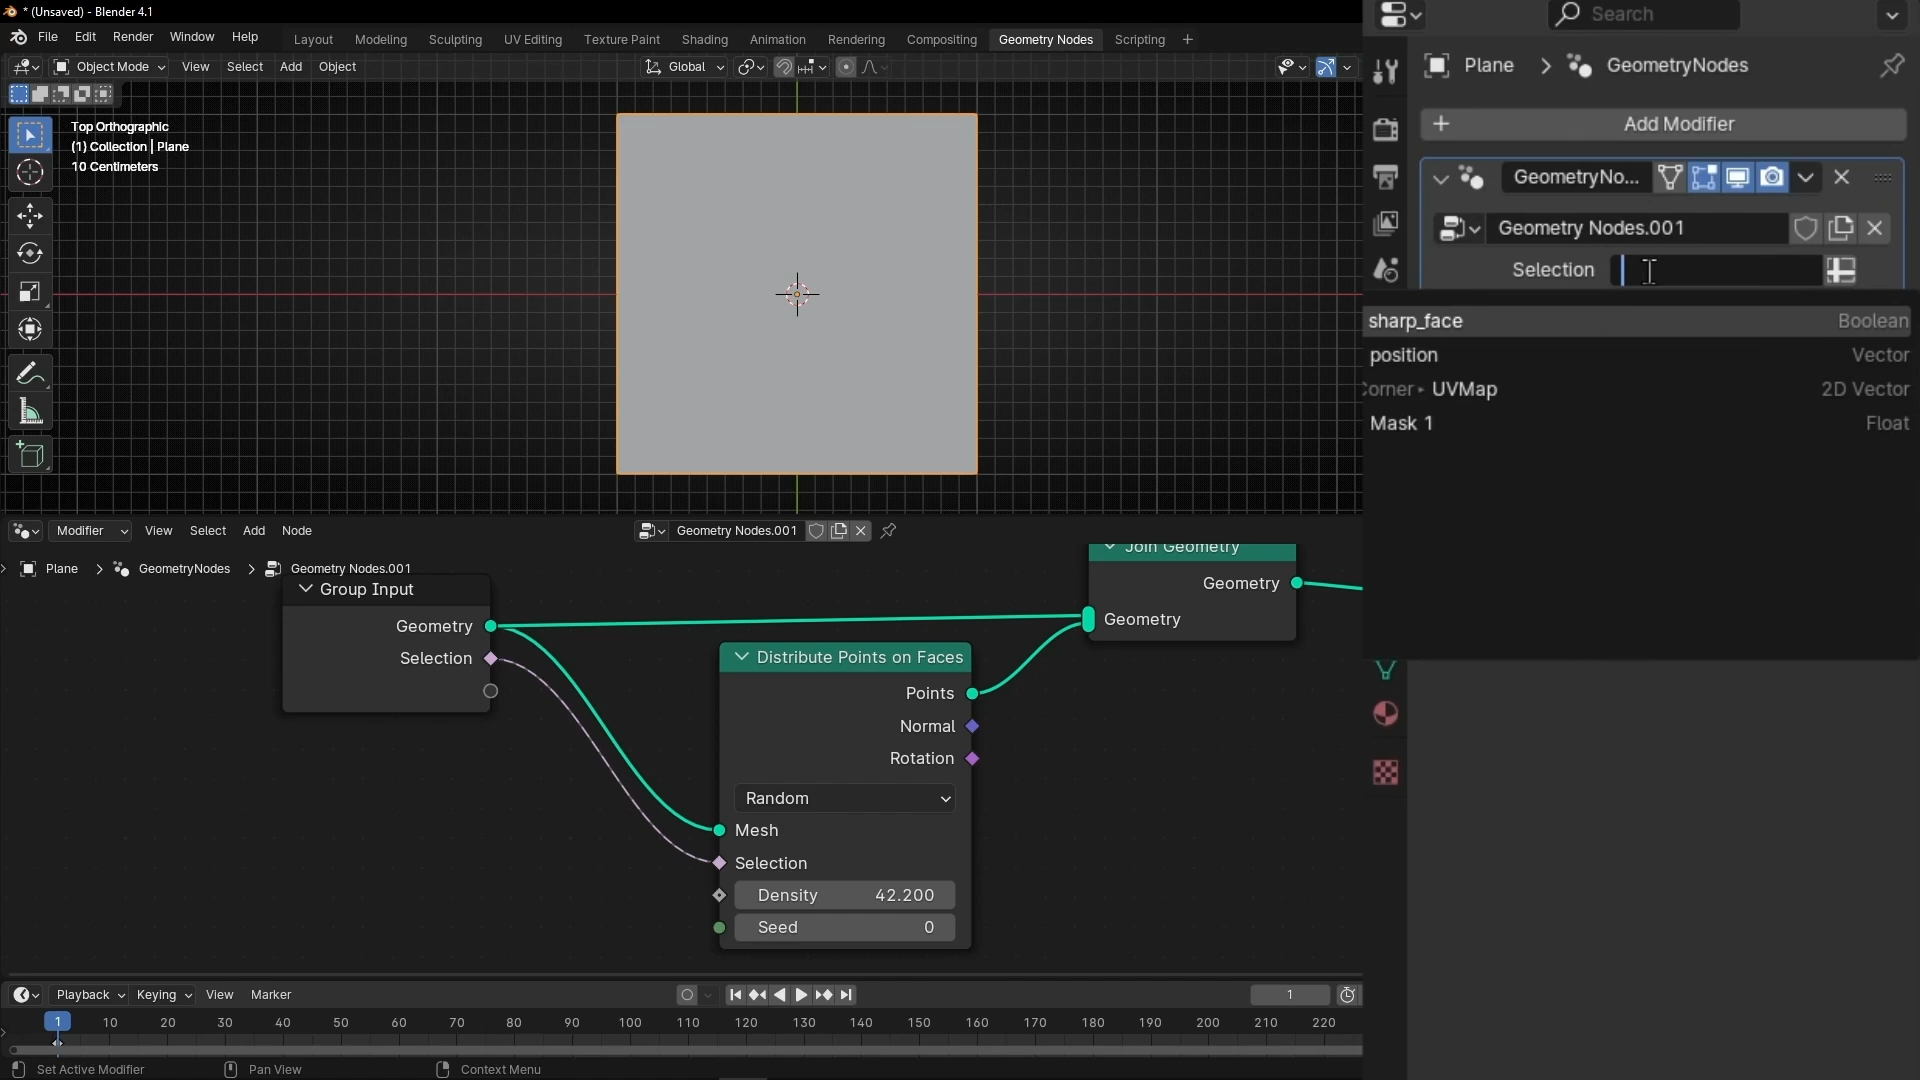 * (Unsaved) - Blender 4.1
File Edit Render Window Help Layout Modeling Sculpting UV Editing Texture Paint Shading Animation Rendering Compositing Geometry Nodes Scripting +
Object Mode View Select Add Object Global
Top Orthographic
(1) Collection | Plane
10 Centimeters
Search
Plane > GeometryNodes
+ Add Modifier
GeometryNo...
Geometry Nodes.001
Selection
sharp_face Boolean
position Vector
Corner ▸ UVMap 2D Vector
Mask 1 Float
Modifier View Select Add Node Geometry Nodes.001
Plane > GeometryNodes > Geometry Nodes.001
Group Input
Geometry
Selection
Join Geometry
Geometry
Geometry
Distribute Points on Faces
Points
Normal
Rotation
Random
Mesh
Selection
Density 42.200
Seed 0
Playback Keying View Marker 1
1 10 20 30 40 50 60 70 80 90 100 110 120 130 140 150 160 170 180 190 200 210 220
Set Active Modifier Pan View Context Menu